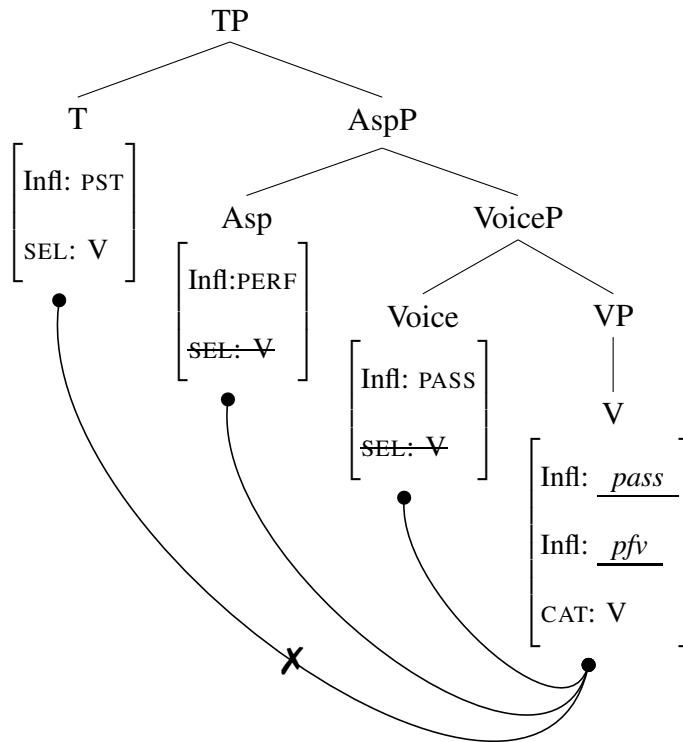 TP
T
AspP
Infl: PST
SEL: V
Asp
VoiceP
Infl:PERF
SEL: V
Voice
VP
Infl: PASS
SEL: V
V
Infl: pass
Infl: pfv
CAT: V
✗